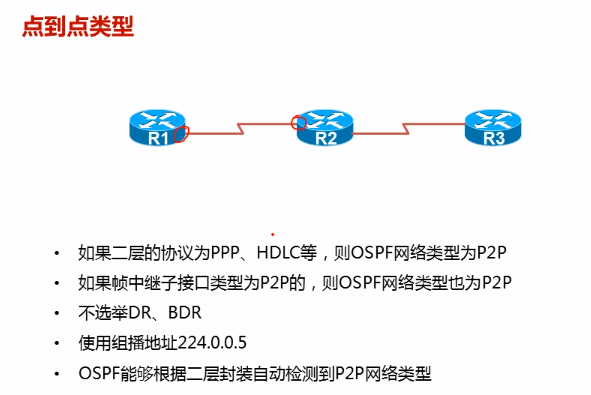 点到点类型
R1 R2 R3
• 如果二层的协议为PPP、HDLC等，则OSPF网络类型为P2P
• 如果帧中继子接口类型为P2P的，则OSPF网络类型也为P2P
• 不选举DR、BDR
• 使用组播地址224.0.0.5
• OSPF能够根据二层封装自动检测到P2P网络类型